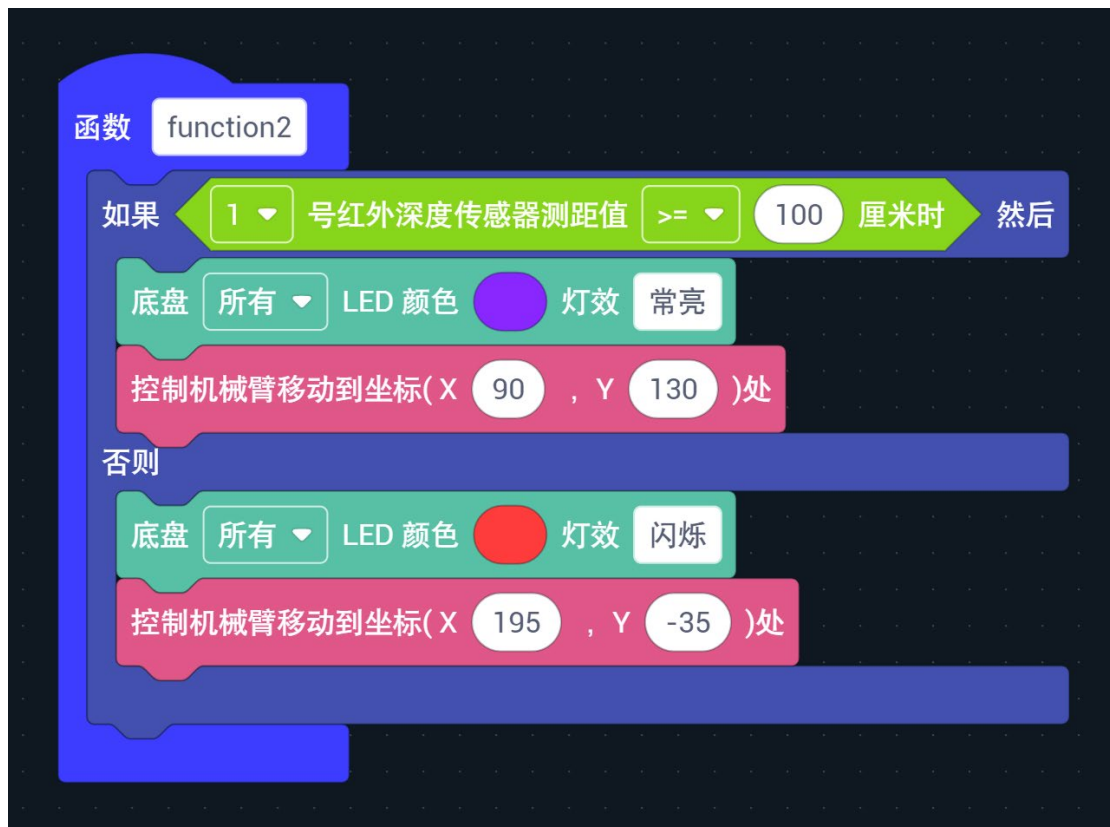 函数 function2
如果 1 号红外深度传感器测距值 >= 100 厘米时 然后
底盘 所有 LED 颜色 灯效 常亮
控制机械臂移动到坐标( X 90 , Y 130 )处
否则
底盘 所有 LED 颜色 灯效 闪烁
控制机械臂移动到坐标( X 195 , Y -35 )处